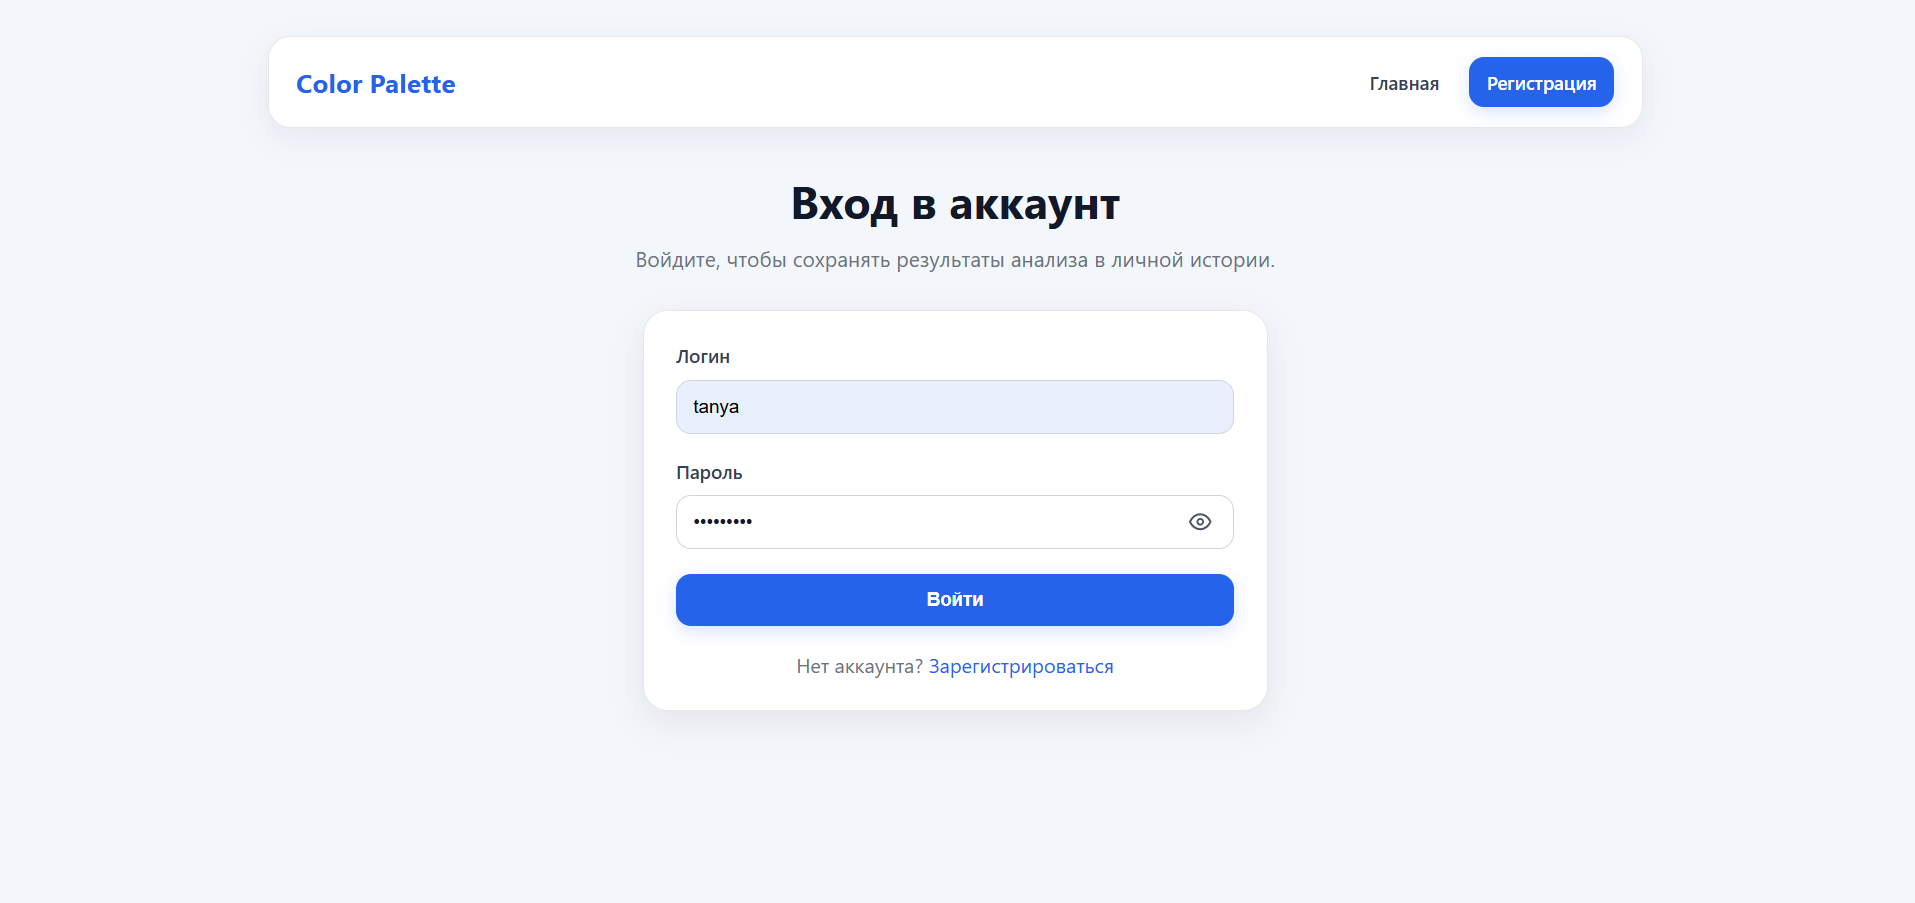 Color Palette
Главная
Регистрация
Вход в аккаунт
Войдите, чтобы сохранять результаты анализа в личной истории.
Логин
tanya
Пароль
•••••••••
Войти
Нет аккаунта? Зарегистрироваться